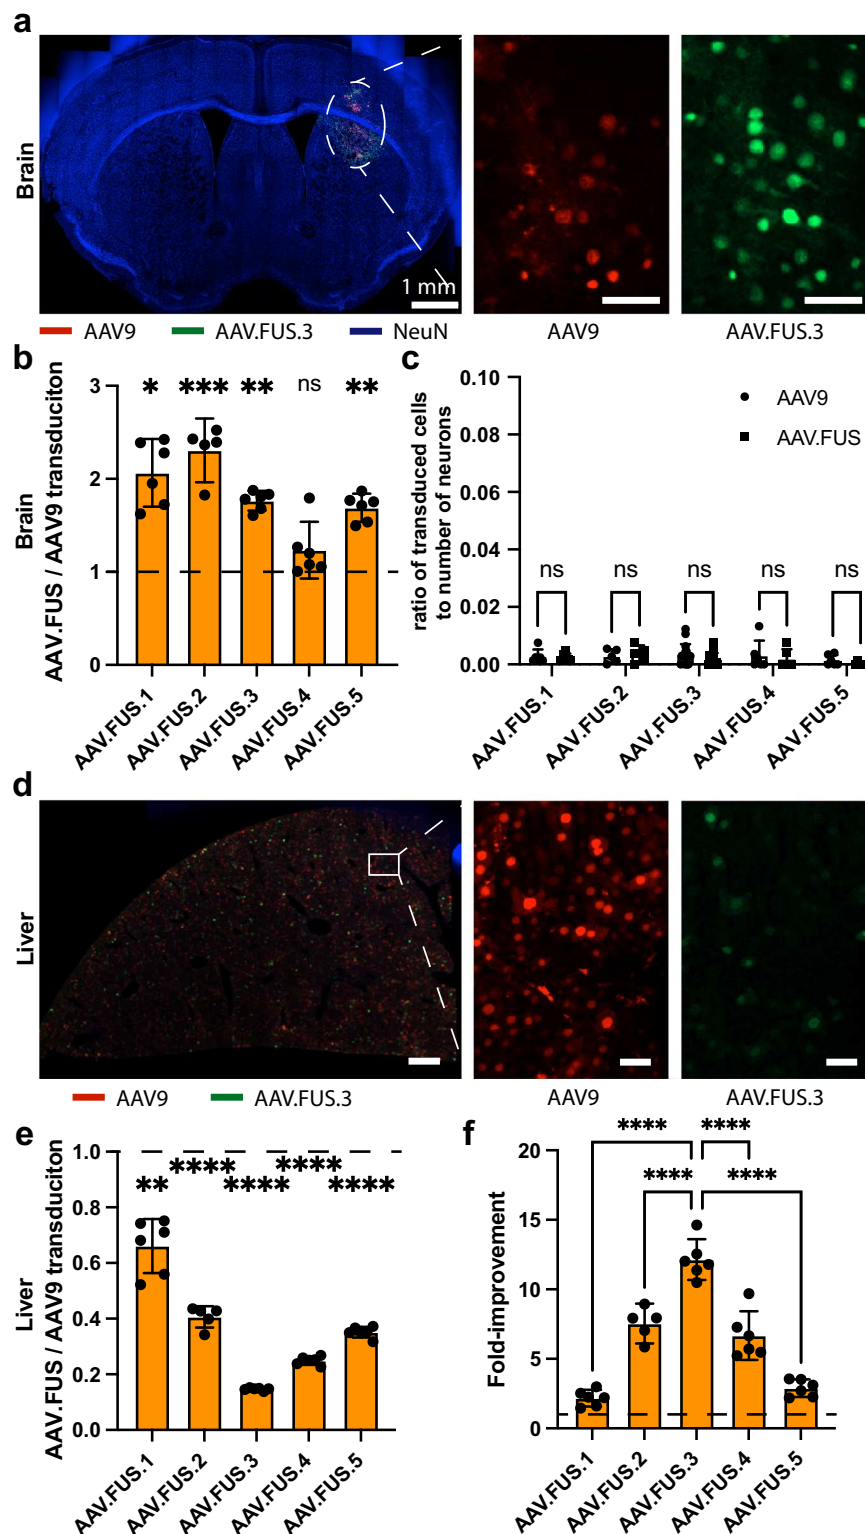 a
Brain
1 mm
AAV9 AAV.FUS.3 NeuN
AAV9
AAV.FUS.3
b
Brain
AAV.FUS / AAV9 transduciton
3
2
1
0
* *** ** ns **
AAV.FUS.1
AAV.FUS.2
AAV.FUS.3
AAV.FUS.4
AAV.FUS.5
c
ratio of transduced cells
to number of neurons
0.10
0.08
0.06
0.04
0.02
0.00
AAV9
AAV.FUS
ns ns ns ns ns
AAV.FUS.1
AAV.FUS.2
AAV.FUS.3
AAV.FUS.4
AAV.FUS.5
d
Liver
AAV9 AAV.FUS.3
AAV9
AAV.FUS.3
e
Liver
AAV.FUS / AAV9 transduciton
1.0
0.8
0.6
0.4
0.2
0.0
** **** **** **** ****
AAV.FUS.1
AAV.FUS.2
AAV.FUS.3
AAV.FUS.4
AAV.FUS.5
f
Fold-improvement
20
15
10
5
0
**** ****
**** ****
AAV.FUS.1
AAV.FUS.2
AAV.FUS.3
AAV.FUS.4
AAV.FUS.5